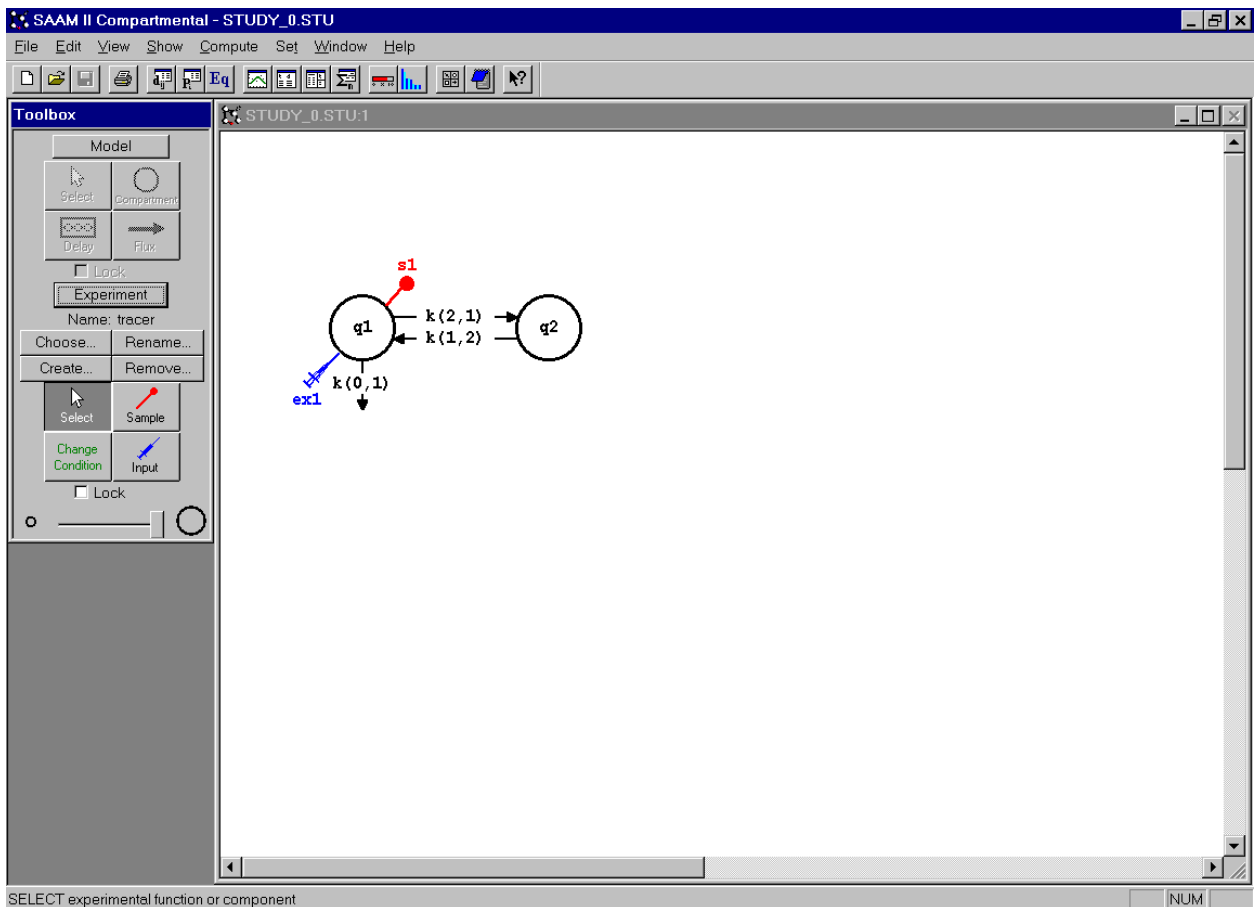 SAAM II Compartmental - STUDY_0.STU
File Edit View Show Compute Set Window Help
Eq
Toolbox
Model
Select Compartment
Delay Flux
Lock
Experiment
Name: tracer
Choose... Rename...
Create... Remove...
Select Sample
Change Condition Input
Lock
STUDY_0.STU:1
s1
q1 k(2,1) q2
k(1,2)
k(0,1)
ex1
SELECT experimental function or component
NUM